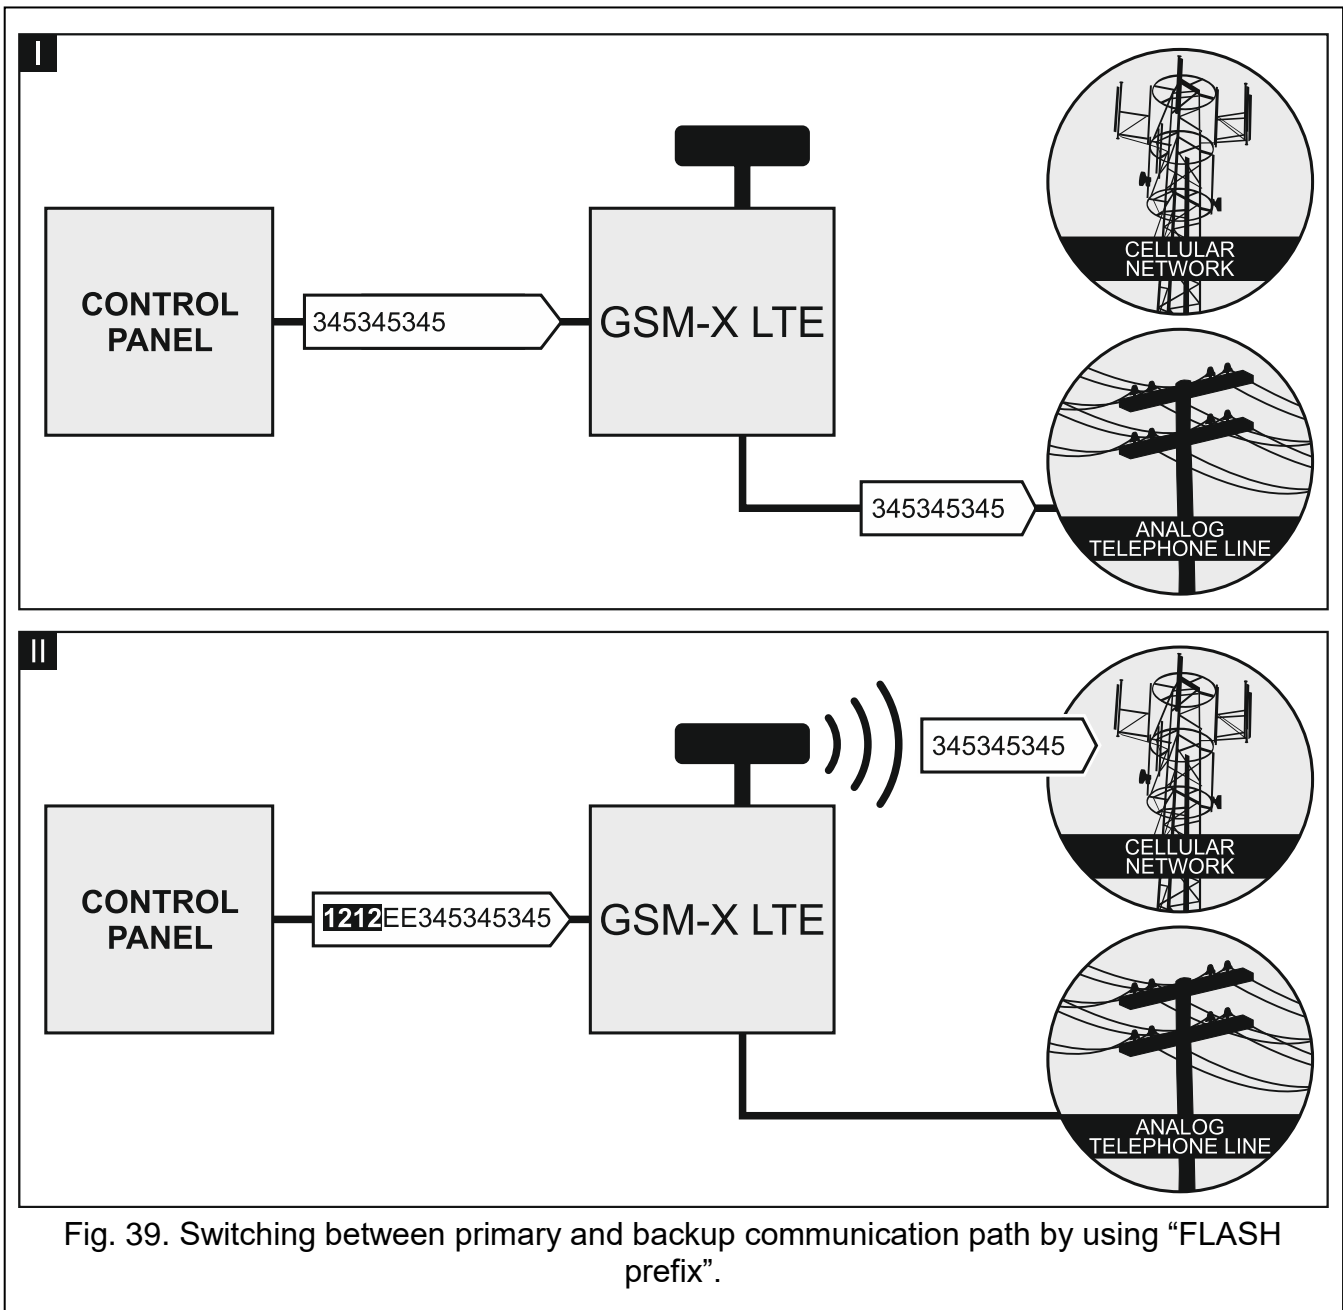 I
CELLULAR
NETWORK
CONTROL
PANEL
345345345
GSM-X LTE
345345345
ANALOG
TELEPHONE LINE
II
345345345
CELLULAR
NETWORK
CONTROL
PANEL
1212EE345345345
GSM-X LTE
ANALOG
TELEPHONE LINE
Fig. 39. Switching between primary and backup communication path by using “FLASH
prefix”.